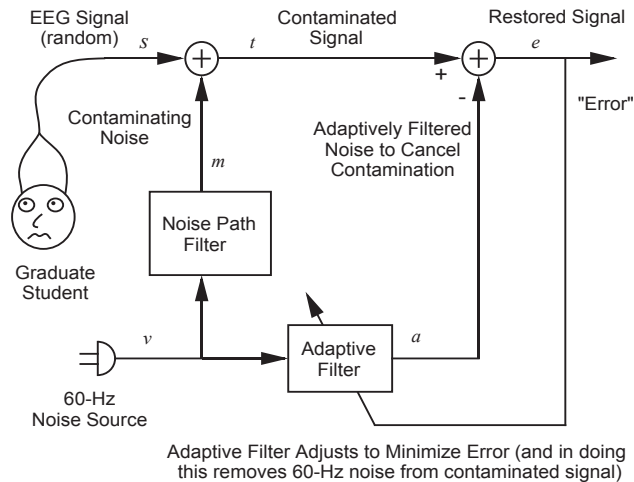 EEG Signal
(random)
s
t
Contaminated
Signal
Restored Signal
e
+
-
"Error"
Contaminating
Noise
m
Adaptively Filtered
Noise to Cancel
Contamination
Noise Path
Filter
Graduate
Student
v
60-Hz
Noise Source
Adaptive
Filter
a
Adaptive Filter Adjusts to Minimize Error (and in doing
this removes 60-Hz noise from contaminated signal)